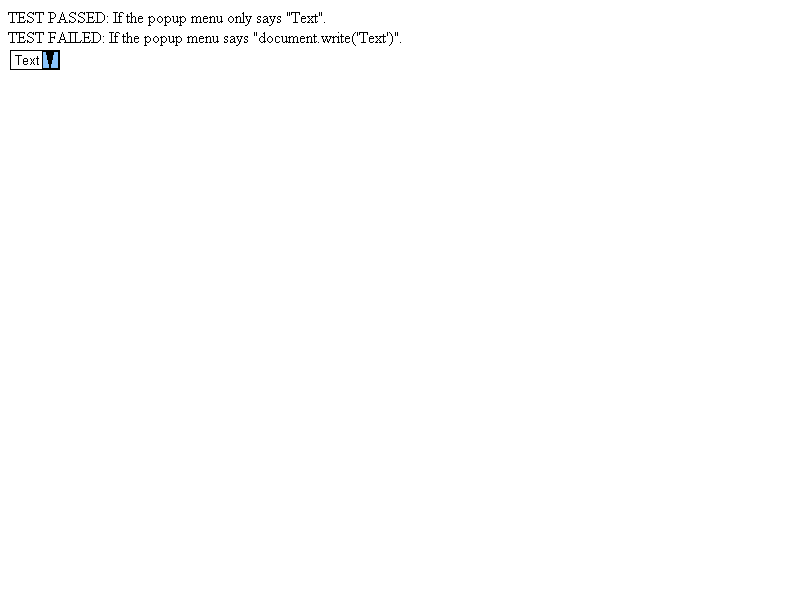 TEST PASSED: If the popup menu only says "Text".
TEST FAILED: If the popup menu says "document.write('Text')".
Text